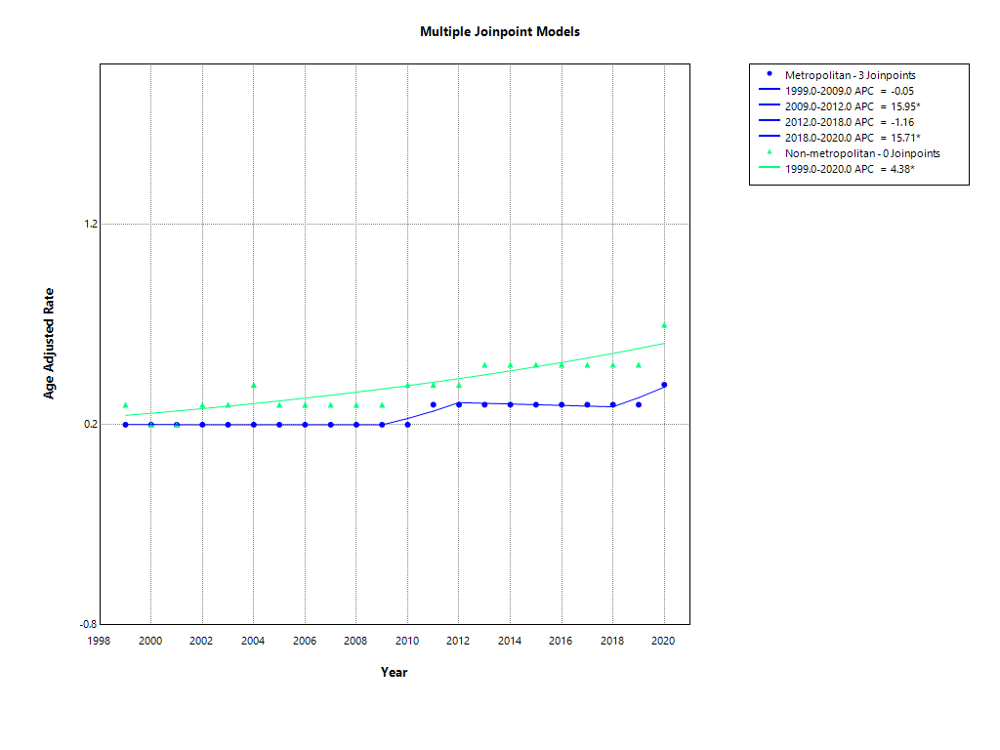 Multiple Joinpoint Models
Metropolitan - 3 Joinpoints
1999.0-2009.0 APC = -0.05
2009.0-2012.0 APC = 15.95*
2012.0-2018.0 APC = -1.16
2018.0-2020.0 APC = 15.71*
Non-metropolitan - 0 Joinpoints
1999.0-2020.0 APC = 4.38*
1.2
0.2
-0.8
Age Adjusted Rate
1998 2000 2002 2004 2006 2008 2010 2012 2014 2016 2018 2020
Year